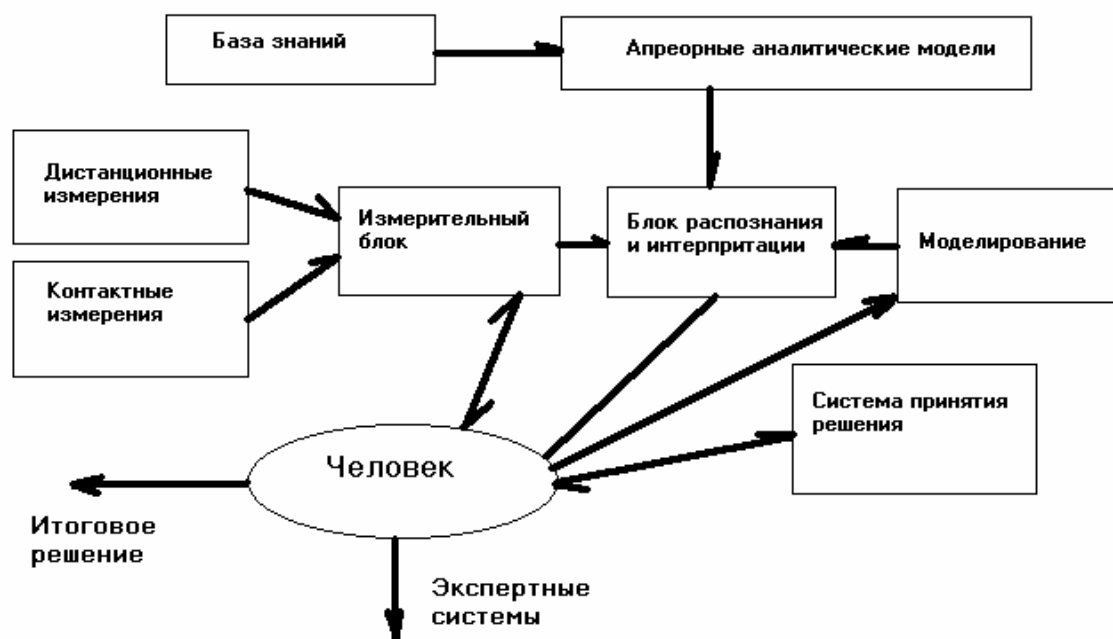 База знаний
Апреорные аналитические модели
Дистанционные
измерения
Измерительный
блок
Блок распознания
и интерпритации
Моделирование
Контактные
измерения
Система принятия
решения
Человек
Итоговое
решение
Экспертные
системы